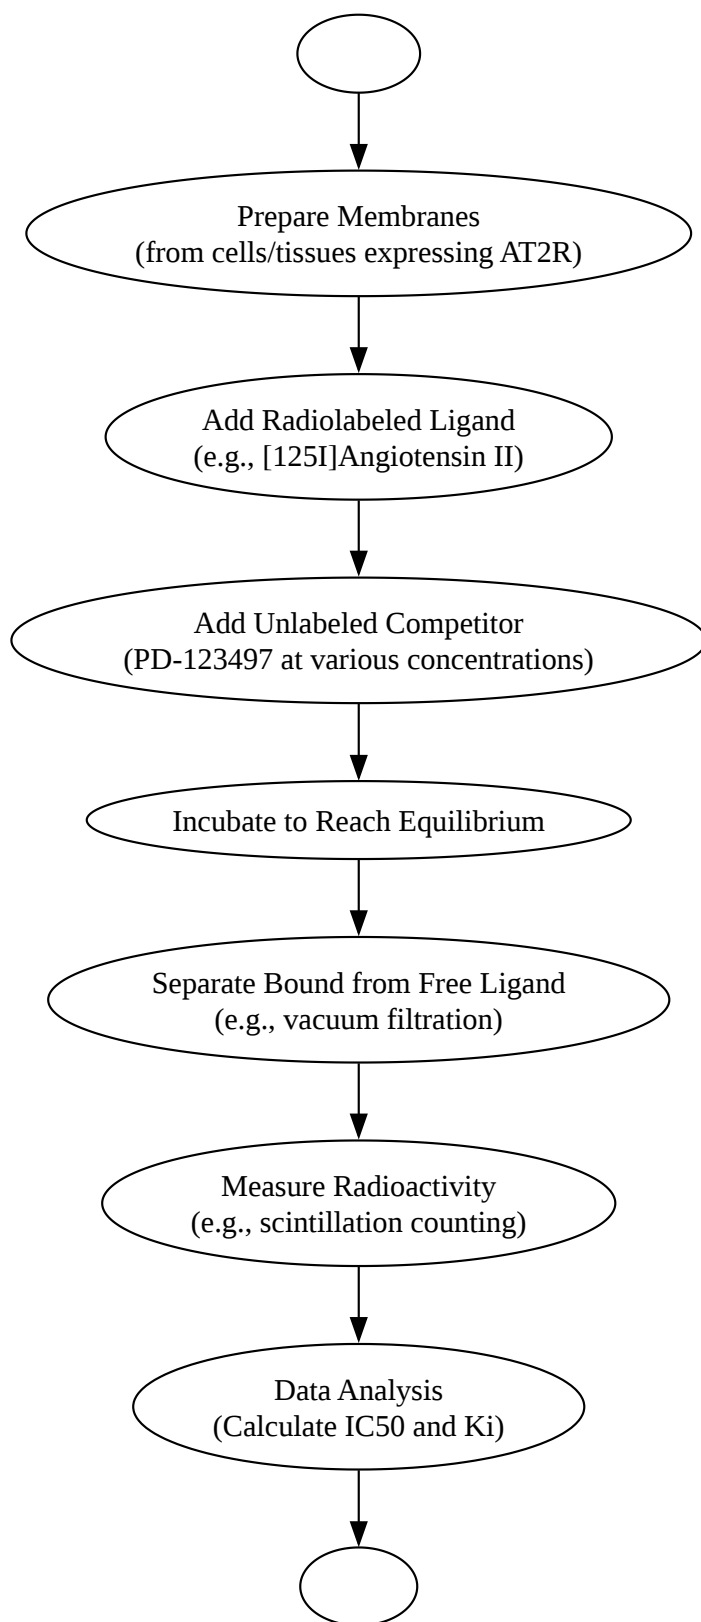 Prepare Membranes
(from cells/tissues expressing AT2R)
Add Radiolabeled Ligand
(e.g., [125I]Angiotensin II)
Add Unlabeled Competitor
(PD-123497 at various concentrations)
Incubate to Reach Equilibrium
Separate Bound from Free Ligand
(e.g., vacuum filtration)
Measure Radioactivity
(e.g., scintillation counting)
Data Analysis
(Calculate IC50 and Ki)